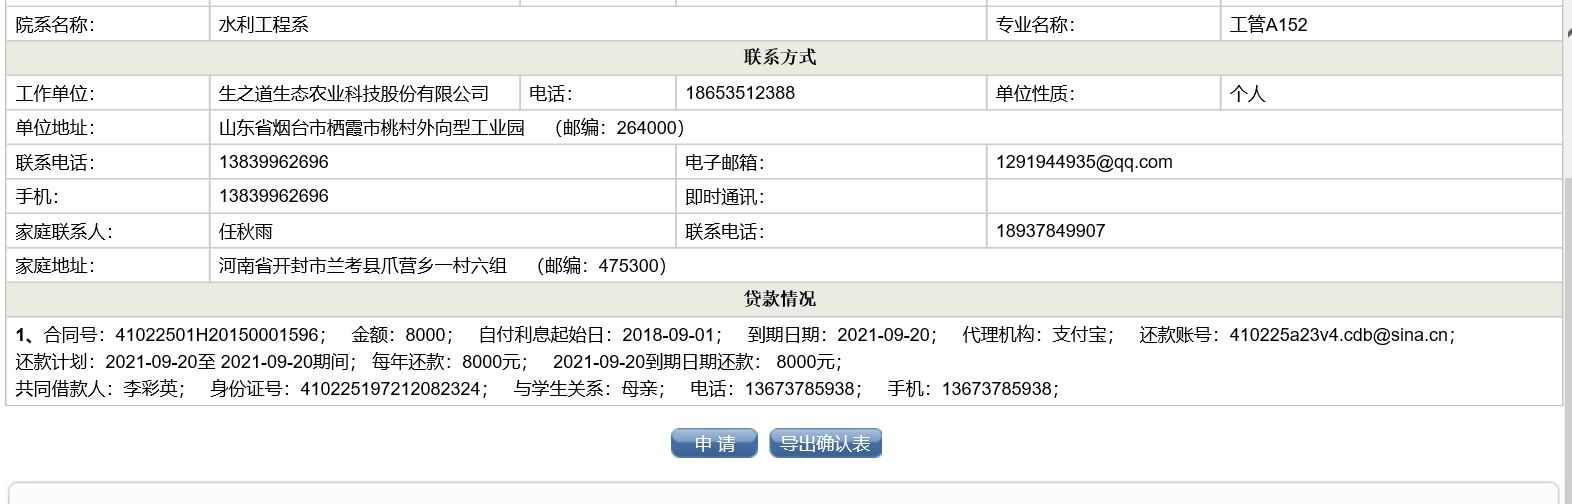 院系名称： 水利工程系 专业名称： 工管A152
联系方式
工作单位： 生之道生态农业科技股份有限公司 电话： 18653512388 单位性质： 个人
单位地址： 山东省烟台市栖霞市桃村外向型工业园 （邮编：264000）
联系电话： 13839962696 电子邮箱： 1291944935@qq.com
手机： 13839962696 即时通讯：
家庭联系人： 任秋雨 联系电话： 18937849907
家庭地址： 河南省开封市兰考县爪营乡一村六组 （邮编：475300）
贷款情况
1、合同号：41022501H20150001596； 金额：8000； 自付利息起始日：2018-09-01； 到期日期：2021-09-20； 代理机构：支付宝； 还款账号：410225a23v4.cdb@sina.cn；
还款计划：2021-09-20至 2021-09-20期间； 每年还款：8000元； 2021-09-20到期日期还款： 8000元；
共同借款人：李彩英； 身份证号：410225197212082324； 与学生关系：母亲； 电话：13673785938； 手机：13673785938；
申 请 导出确认表